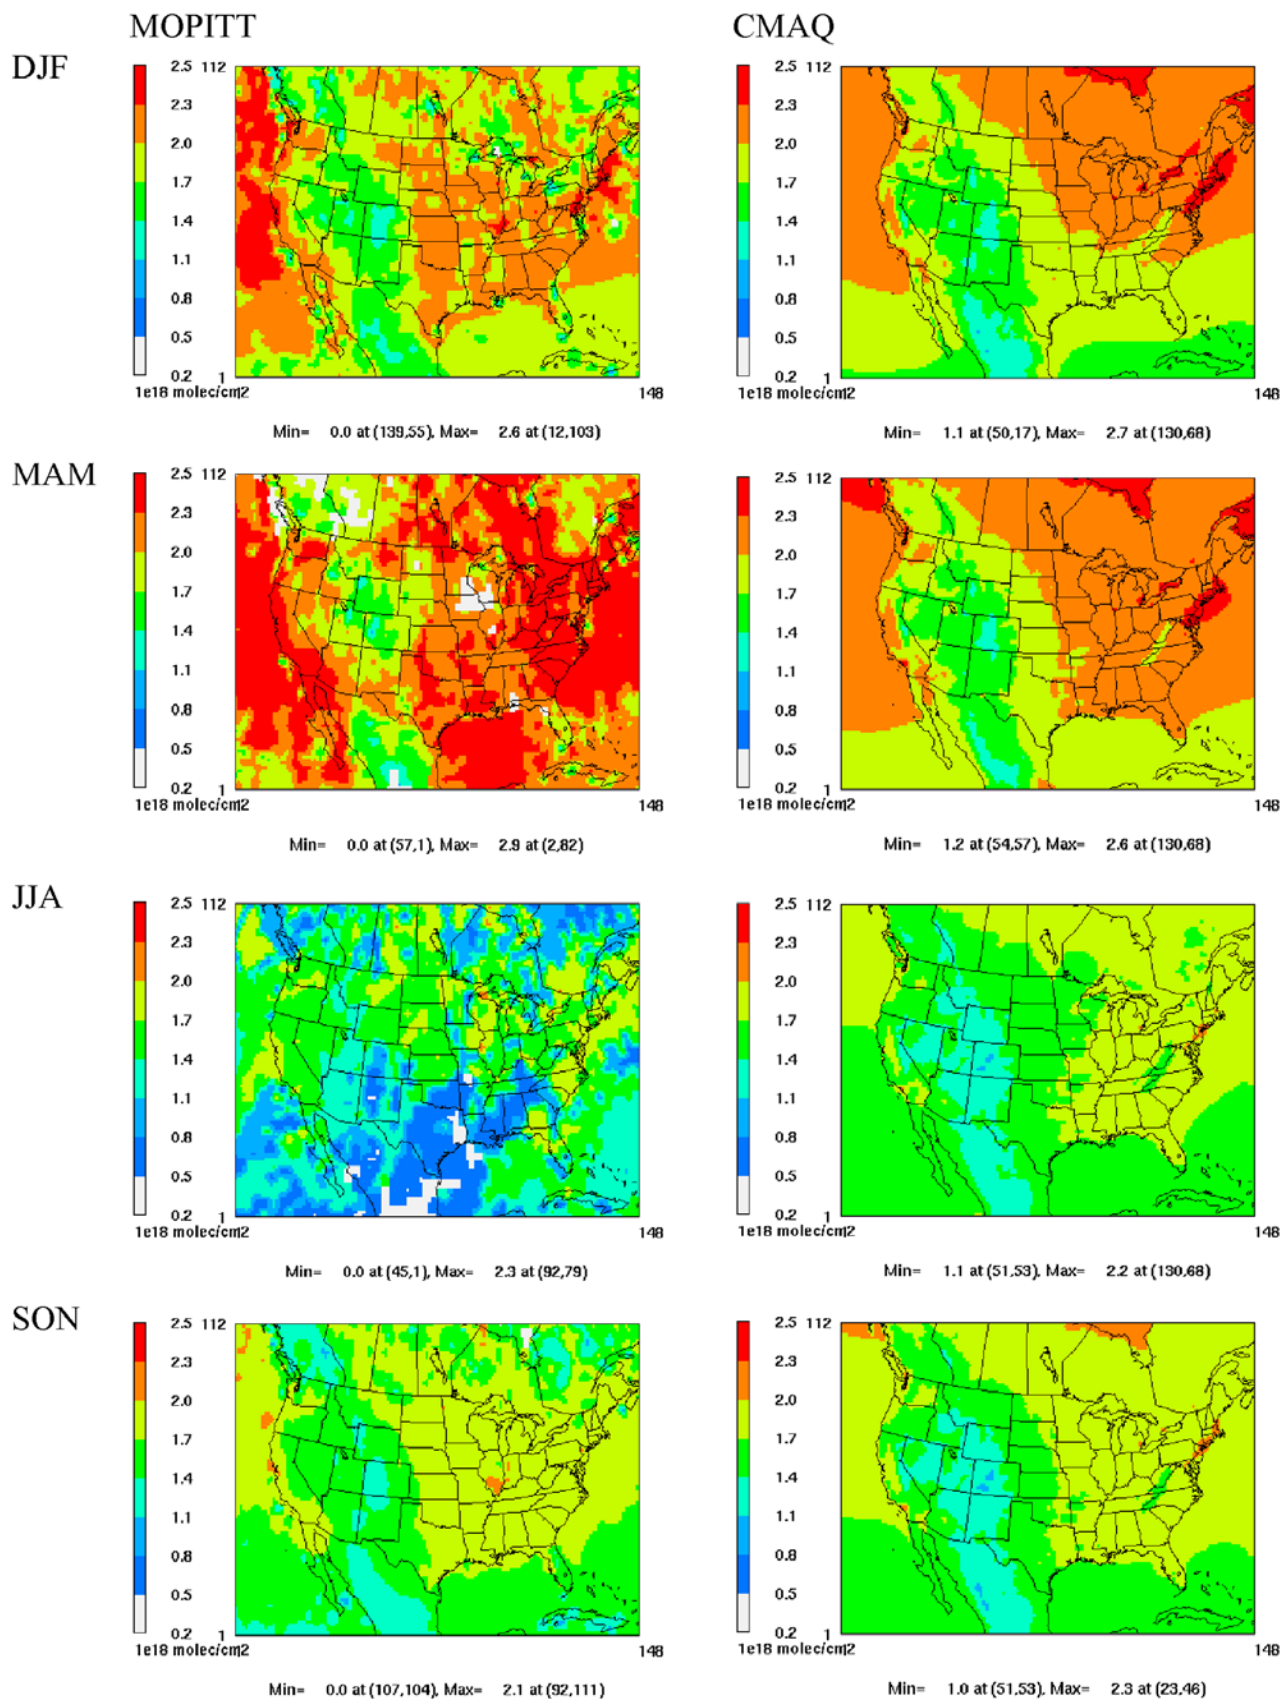 MOPITT CMAQ
DJF
2.5 112 2.5 112
2.3 2.3
2.0 2.0
1.7 1.7
1.4 1.4
1.1 1.1
0.8 0.8
0.5 0.5
0.2 1 0.2 1
1e18 molec/cm2 148 1e18 molec/cm2 148
Min= 0.0 at (139,55), Max= 2.6 at (12,103) Min= 1.1 at (50,17), Max= 2.7 at (130,68)
MAM
2.5 112 2.5 112
2.3 2.3
2.0 2.0
1.7 1.7
1.4 1.4
1.1 1.1
0.8 0.8
0.5 0.5
0.2 1 0.2 1
1e18 molec/cm2 148 1e18 molec/cm2 148
Min= 0.0 at (57,1), Max= 2.9 at (2,82) Min= 1.2 at (54,57), Max= 2.6 at (130,68)
JJA
2.5 112 2.5 112
2.3 2.3
2.0 2.0
1.7 1.7
1.4 1.4
1.1 1.1
0.8 0.8
0.5 0.5
0.2 1 0.2 1
1e18 molec/cm2 148 1e18 molec/cm2 148
Min= 0.0 at (45,1), Max= 2.3 at (92,79) Min= 1.1 at (51,53), Max= 2.2 at (130,68)
SON
2.5 112 2.5 112
2.3 2.3
2.0 2.0
1.7 1.7
1.4 1.4
1.1 1.1
0.8 0.8
0.5 0.5
0.2 1 0.2 1
1e18 molec/cm2 148 1e18 molec/cm2 148
Min= 0.0 at (107,104), Max= 2.1 at (92,111) Min= 1.0 at (51,53), Max= 2.3 at (23,46)